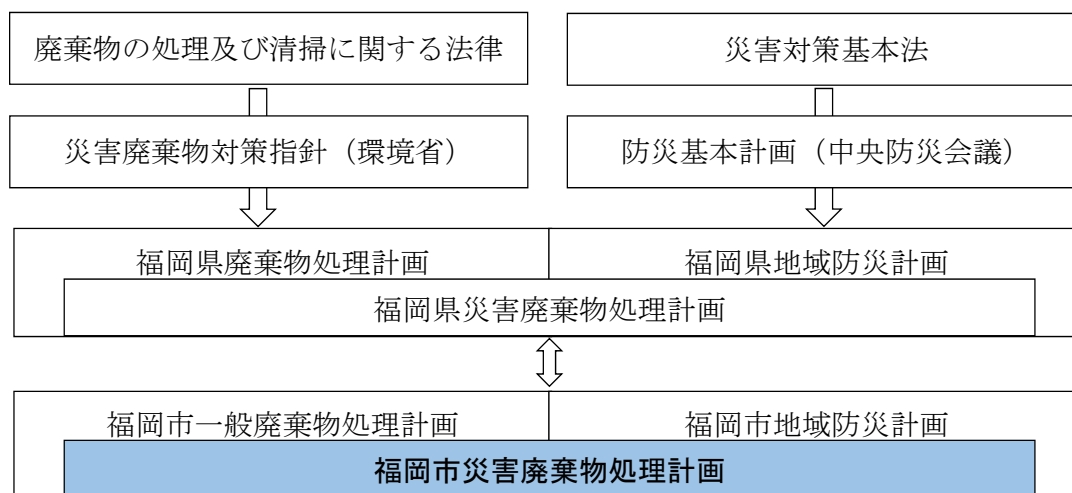 廃棄物の処理及び清掃に関する法律
災害対策基本法
災害廃棄物対策指針（環境省）
防災基本計画（中央防災会議）
福岡県廃棄物処理計画
福岡県地域防災計画
福岡県災害廃棄物処理計画
福岡市一般廃棄物処理計画
福岡市地域防災計画
福岡市災害廃棄物処理計画